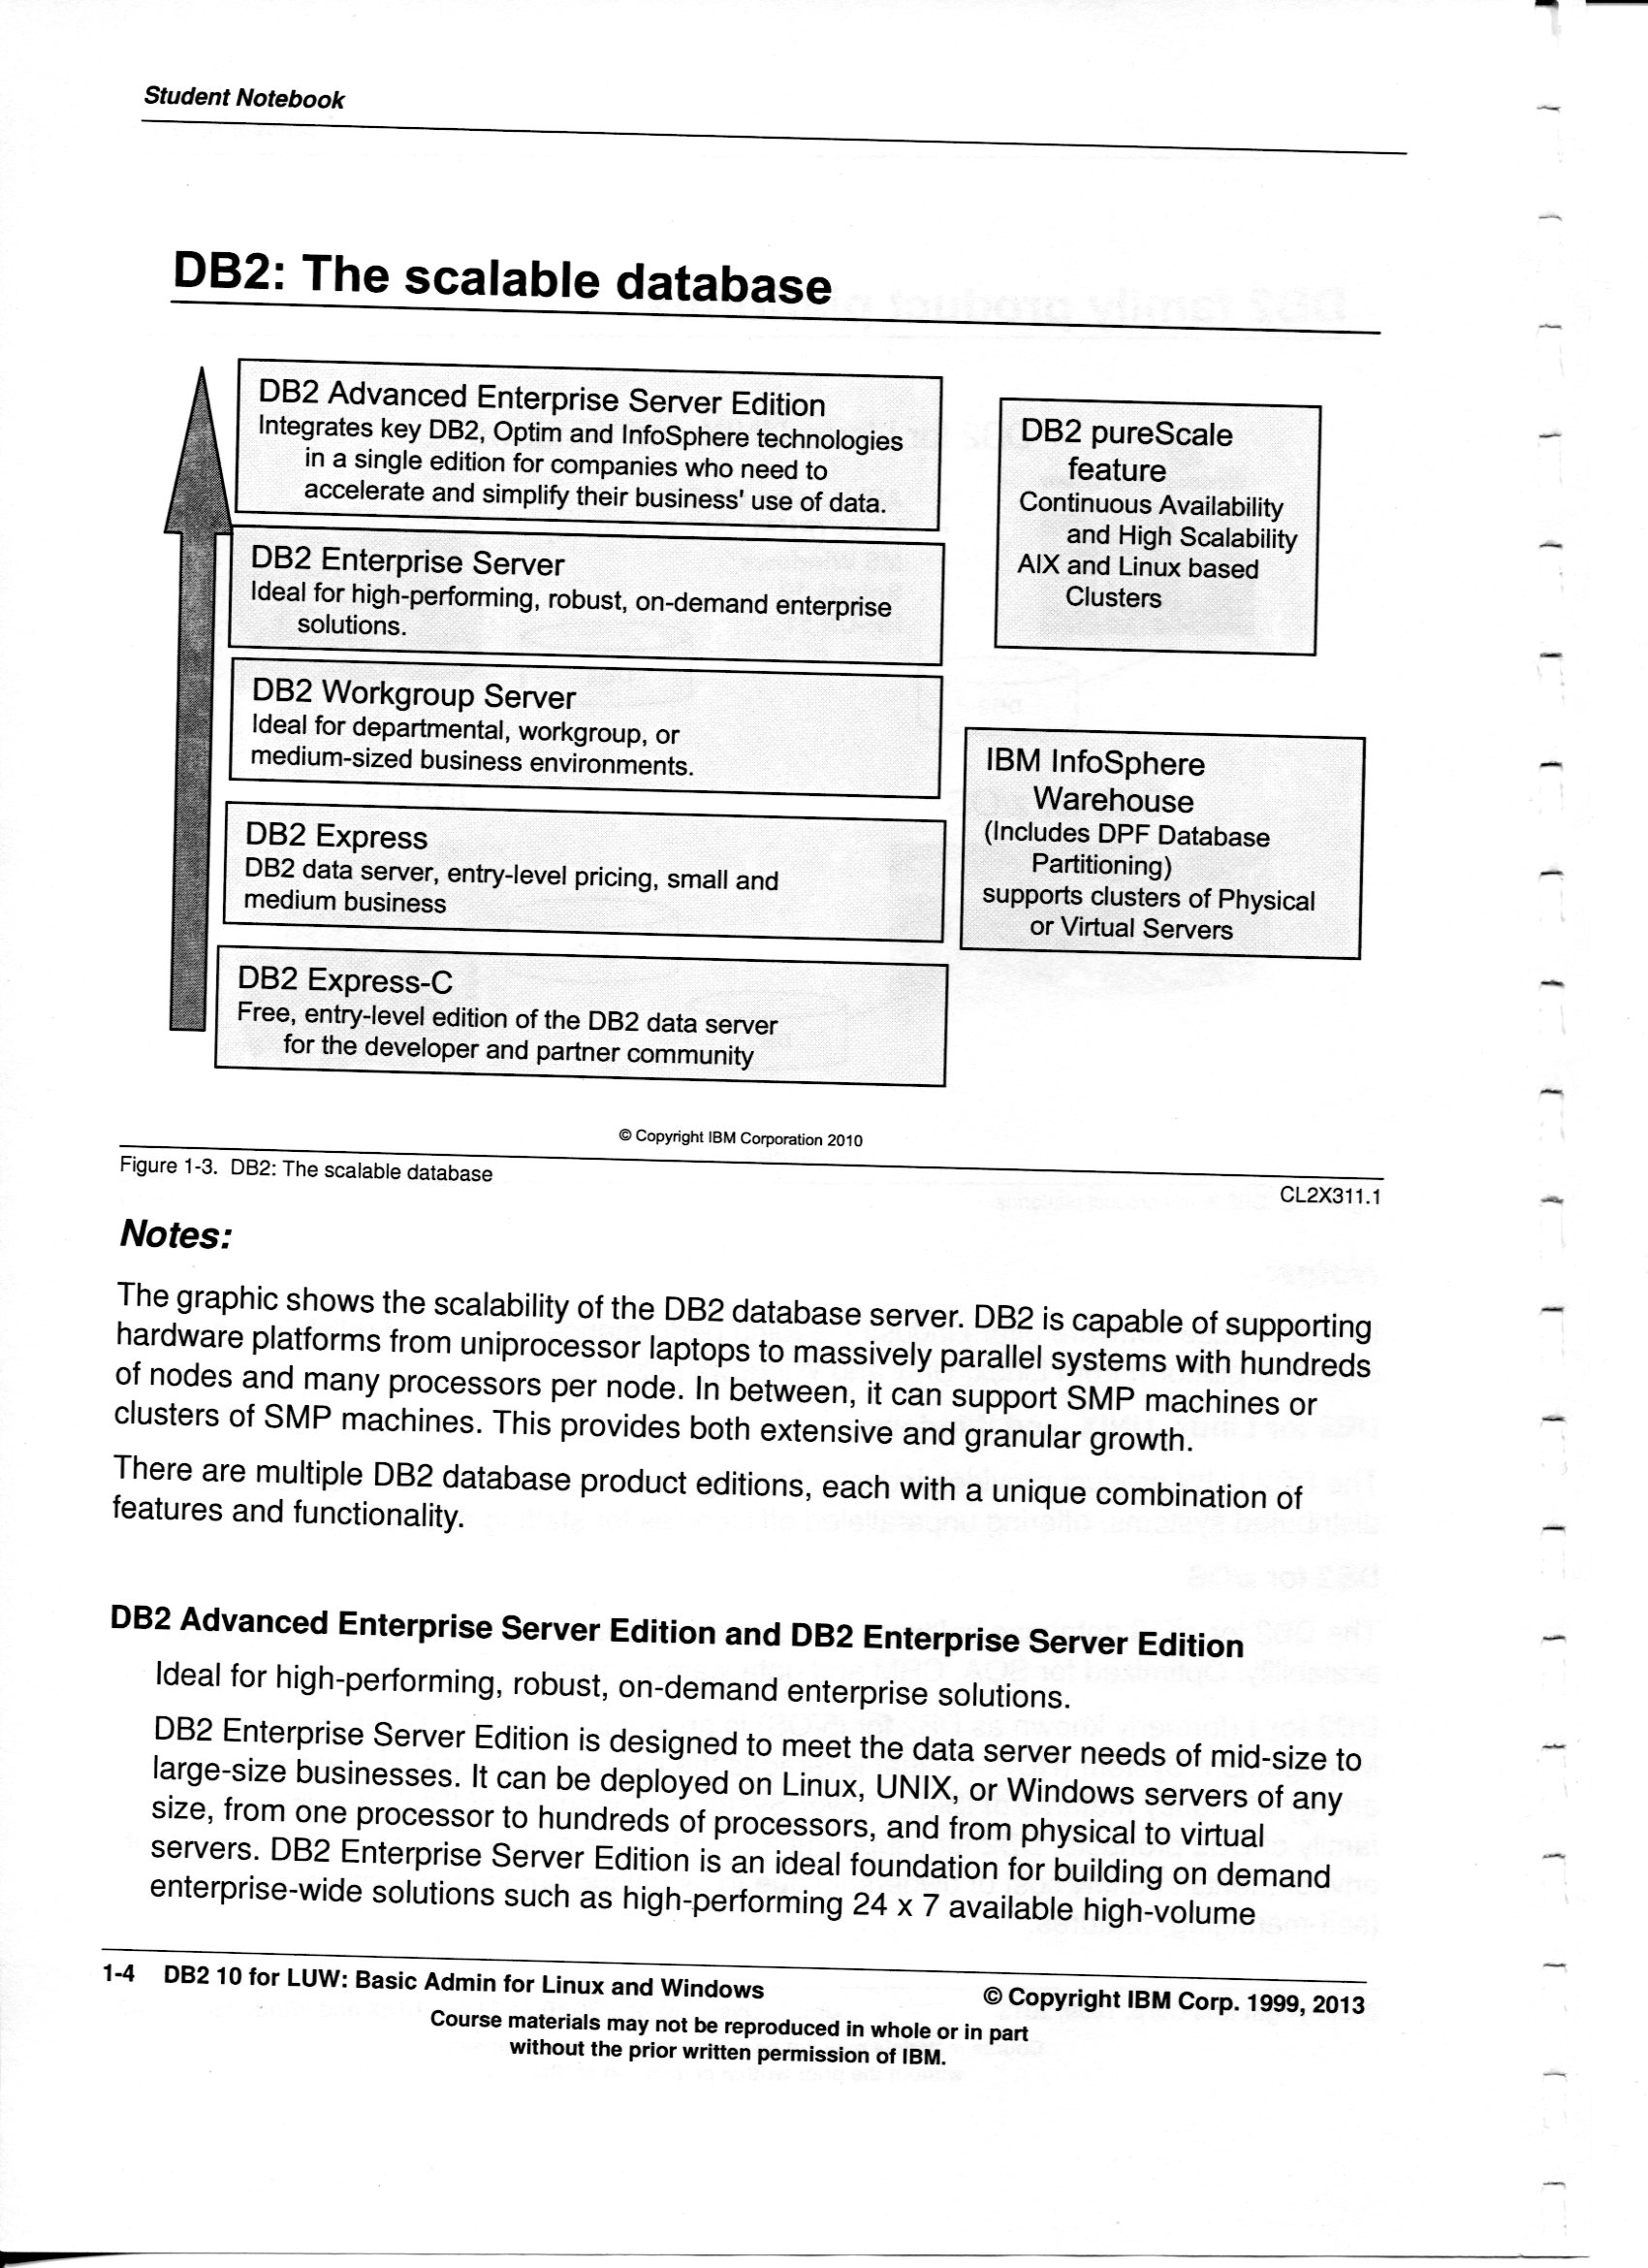 Student Notebook
DB2: The scalable database
DB2 Advanced Enterprise Server Edition
Integrates key DB2, Optim and InfoSphere technologies
in a single edition for companies who need to
accelerate and simplify their business' use of data.
DB2 Enterprise Server
Ideal for high-performing, robust, on-demand enterprise
solutions.
DB2 Workgroup Server
Ideal for departmental, workgroup, or
medium-sized business environments.
DB2 Express
DB2 data server, entry-level pricing, small and
medium business
DB2 Express-C
Free, entry-level edition of the DB2 data server
for the developer and partner community
DB2 pureScale
feature
Continuous Availability
and High Scalability
AIX and Linux based
Clusters
IBM InfoSphere
Warehouse
(Includes DPF Database
Partitioning)
supports clusters of Physical
or Virtual Servers
© Copyright IBM Corporation 2010
Figure 1-3. DB2: The scalable database
CL2X311.1
Notes:
The graphic shows the scalability of the DB2 database server. DB2 is capable of supporting
hardware platforms from uniprocessor laptops to massively parallel systems with hundreds
of nodes and many processors per node. In between, it can support SMP machines or
clusters of SMP machines. This provides both extensive and granular growth.
There are multiple DB2 database product editions, each with a unique combination of
features and functionality.
DB2 Advanced Enterprise Server Edition and DB2 Enterprise Server Edition
Ideal for high-performing, robust, on-demand enterprise solutions.
DB2 Enterprise Server Edition is designed to meet the data server needs of mid-size to
large-size businesses. It can be deployed on Linux, UNIX, or Windows servers of any
size, from one processor to hundreds of processors, and from physical to virtual
servers. DB2 Enterprise Server Edition is an ideal foundation for building on demand
enterprise-wide solutions such as high-performing 24 x 7 available high-volume
1-4 DB2 10 for LUW: Basic Admin for Linux and Windows
© Copyright IBM Corp. 1999, 2013
Course materials may not be reproduced in whole or in part
without the prior written permission of IBM.